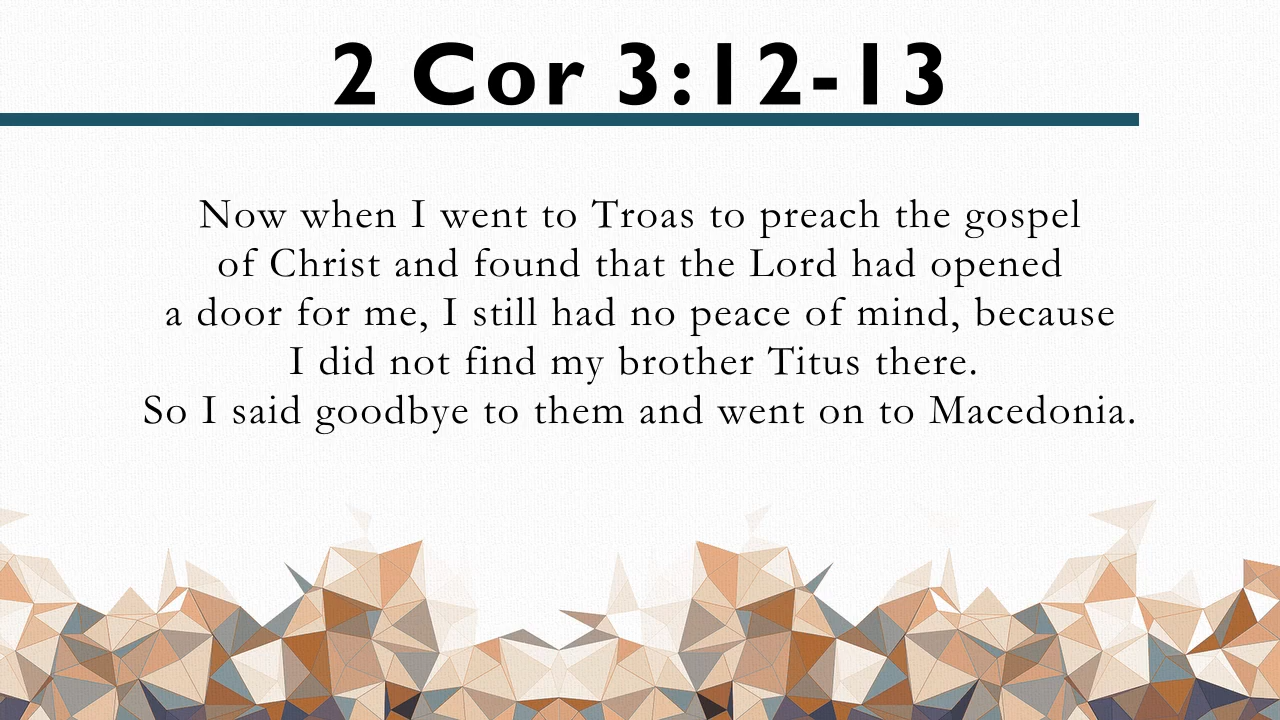 2 Cor 3:12-13
Now when I went to Troas to preach the gospel
of Christ and found that the Lord had opened
a door for me, I still had no peace of mind, because
I did not find my brother Titus there.
So I said goodbye to them and went on to Macedonia.